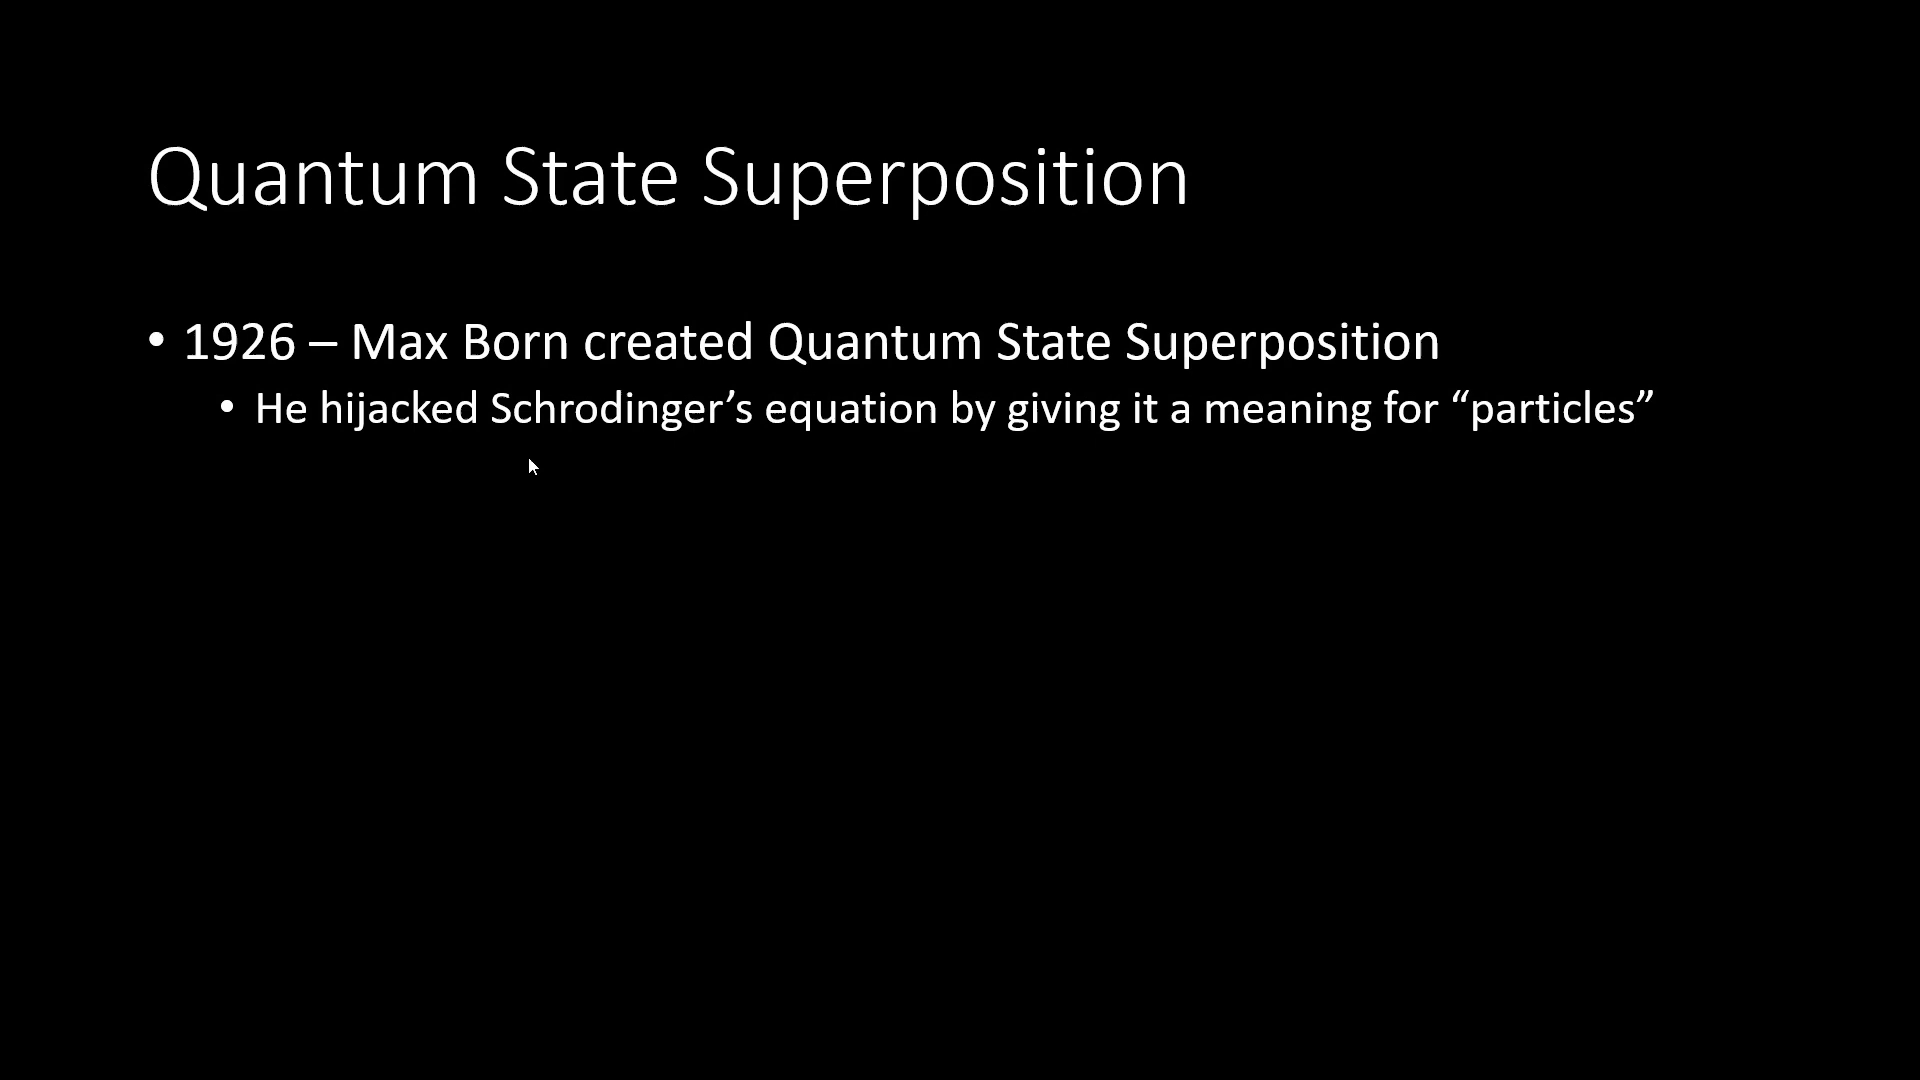 Quantum State Superposition
• 1926 – Max Born created Quantum State Superposition
• He hijacked Schrodinger’s equation by giving it a meaning for “particles”